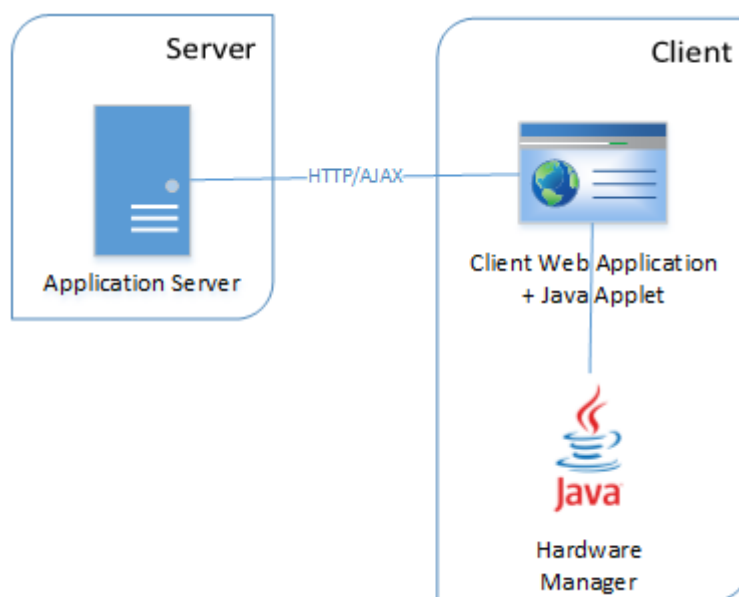 Server
Client
HTTP/AJAX
Application Server
Client Web Application
+ Java Applet
Java
Hardware
Manager